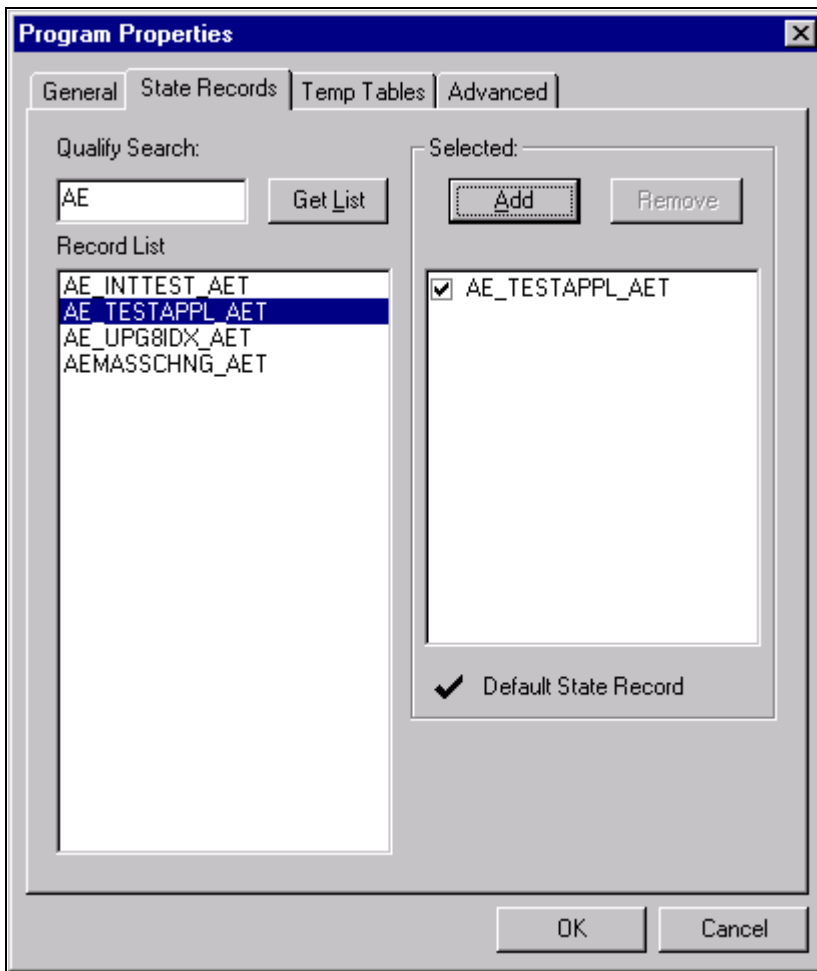 Program Properties
General State Records Temp Tables Advanced
Qualify Search:
AE
Get List
Record List
AE_INTTEST_AET
AE_TESTAPPL_AET
AE_UPG8IDX_AET
AEMASSCHNG_AET
Selected:
Add Remove
AE_TESTAPPL_AET
Default State Record
OK Cancel